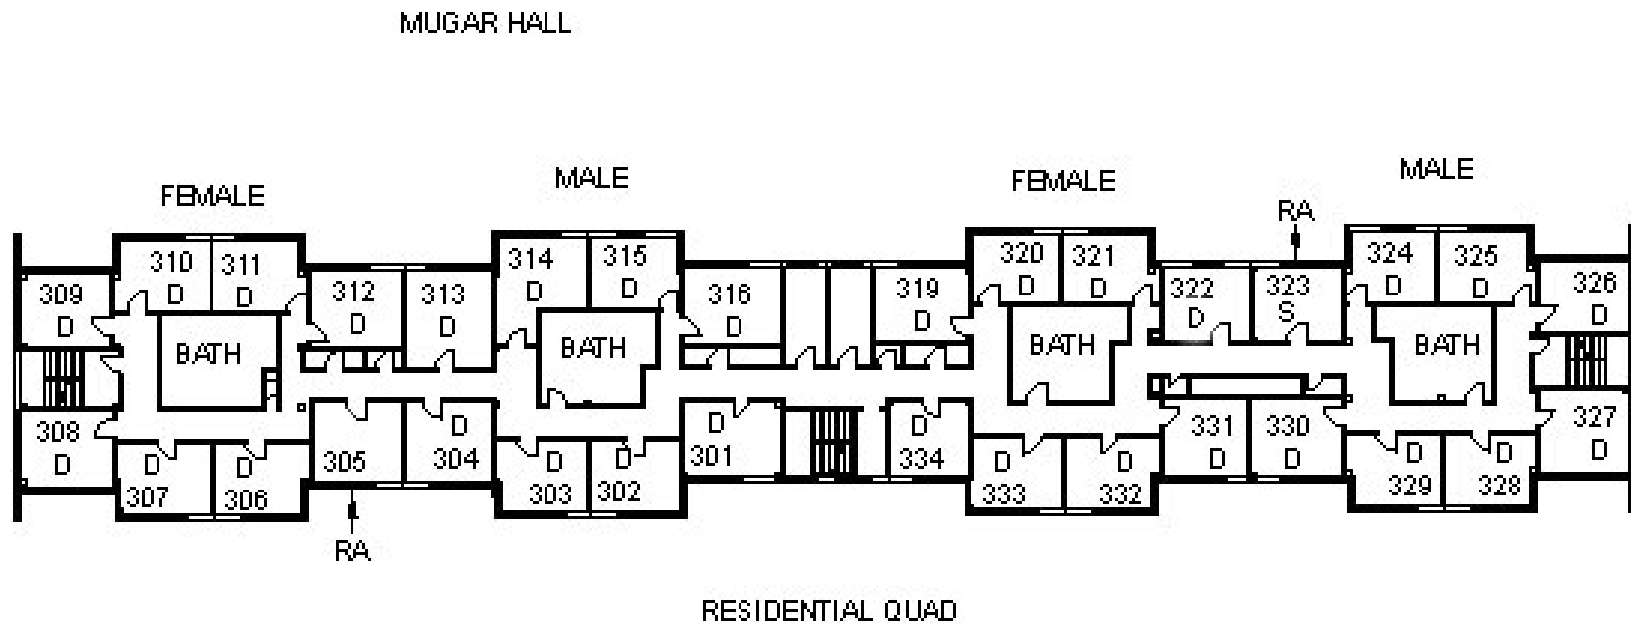 MUGAR HALL
FEMALE
MALE
FEMALE
MALE
RA
309
D
310
D
311
D
312
D
313
D
314
D
315
D
316
D
319
D
320
D
321
D
322
D
323
S
324
D
325
D
326
D
BATH
BATH
BATH
BATH
308
D
D
307
D
306
305
D
304
D
303
D
302
D
301
D
334
D
333
D
332
331
D
330
D
D
329
D
328
327
D
RA
RESIDENTIAL QUAD